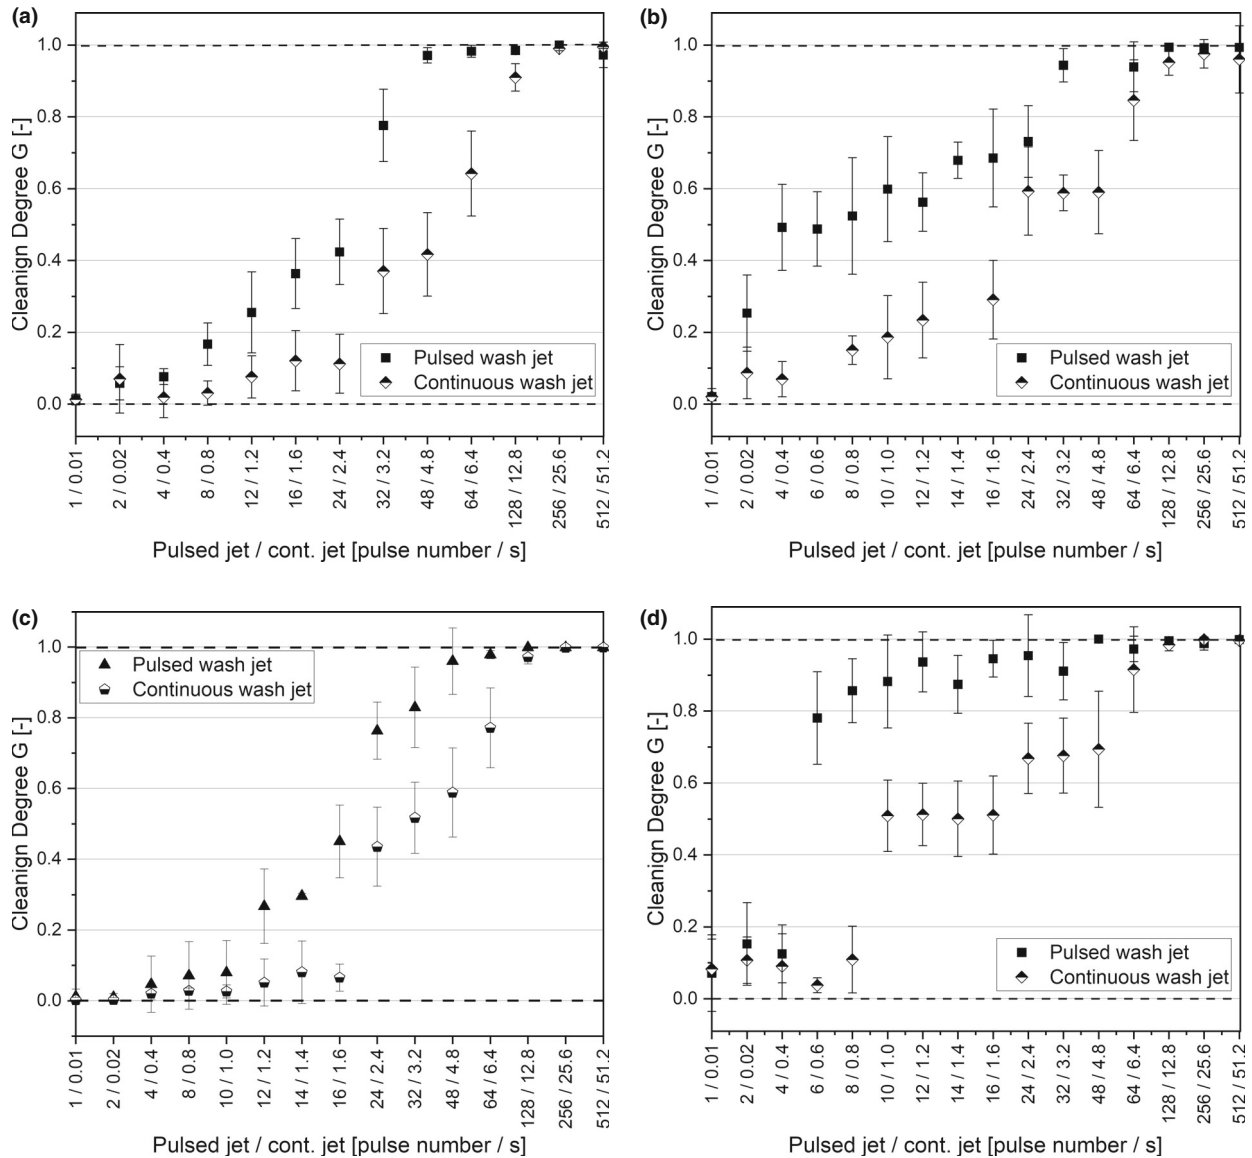 (a)
Cleanign Degree G [-]
1.0
0.8
0.6
0.4
0.2
0.0
Pulsed wash jet
Continuous wash jet
1 / 0.01
2 / 0.02
4 / 0.4
8 / 0.8
12 / 1.2
16 / 1.6
24 / 2.4
32 / 3.2
48 / 4.8
64 / 6.4
128 / 12.8
256 / 25.6
512 / 51.2
Pulsed jet / cont. jet [pulse number / s]
(b)
Cleanign Degree G [-]
1.0
0.8
0.6
0.4
0.2
0.0
Pulsed wash jet
Continuous wash jet
1 / 0.01
2 / 0.02
4 / 0.4
6 / 0.6
8 / 0.8
10 / 1.0
12 / 1.2
14 / 1.4
16 / 1.6
24 / 2.4
32 / 3.2
48 / 4.8
64 / 6.4
128 / 12.8
256 / 25.6
512 / 51.2
Pulsed jet / cont. jet [pulse number / s]
(c)
Cleanign Degree G [-]
1.0
0.8
0.6
0.4
0.2
0.0
Pulsed wash jet
Continuous wash jet
1 / 0.01
2 / 0.02
4 / 0.4
8 / 0.8
10 / 1.0
12 / 1.2
14 / 1.4
16 / 1.6
24 / 2.4
32 / 3.2
48 / 4.8
64 / 6.4
128 / 12.8
256 / 25.6
512 / 51.2
Pulsed jet / cont. jet [pulse number / s]
(d)
Cleanign Degree G [-]
1.0
0.8
0.6
0.4
0.2
0.0
Pulsed wash jet
Continuous wash jet
1 / 0.01
2 / 0.02
4 / 0.4
6 / 0.6
8 / 0.8
10 / 1.0
12 / 1.2
14 / 1.4
16 / 1.6
24 / 2.4
32 / 3.2
48 / 4.8
64 / 6.4
128 / 12.8
256 / 25.6
512 / 51.2
Pulsed jet / cont. jet [pulse number / s]